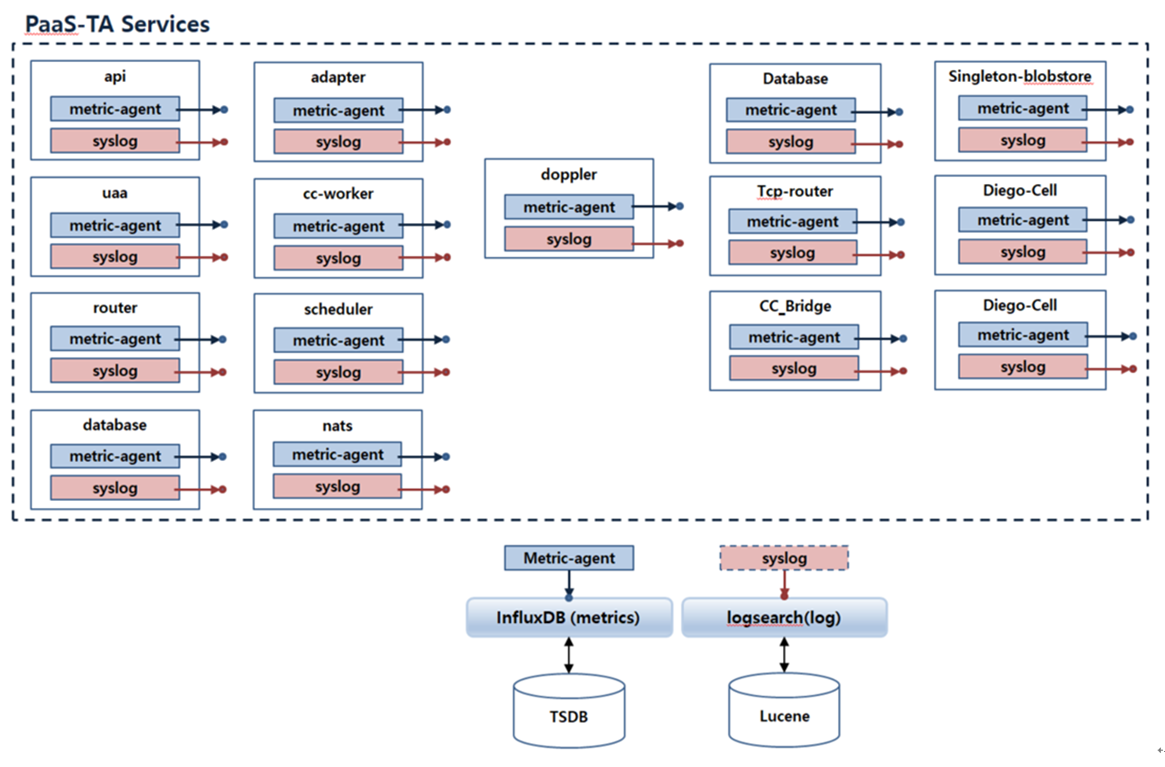 PaaS-TA Services
api
metric-agent
syslog
uaa
metric-agent
syslog
router
metric-agent
syslog
database
metric-agent
syslog
adapter
metric-agent
syslog
cc-worker
metric-agent
syslog
scheduler
metric-agent
syslog
nats
metric-agent
syslog
doppler
metric-agent
syslog
Database
metric-agent
syslog
Tcp-router
metric-agent
syslog
CC_Bridge
metric-agent
syslog
Singleton-blobstore
metric-agent
syslog
Diego-Cell
metric-agent
syslog
Diego-Cell
metric-agent
syslog
Metric-agent
InfluxDB (metrics)
TSDB
syslog
logsearch(log)
Lucene